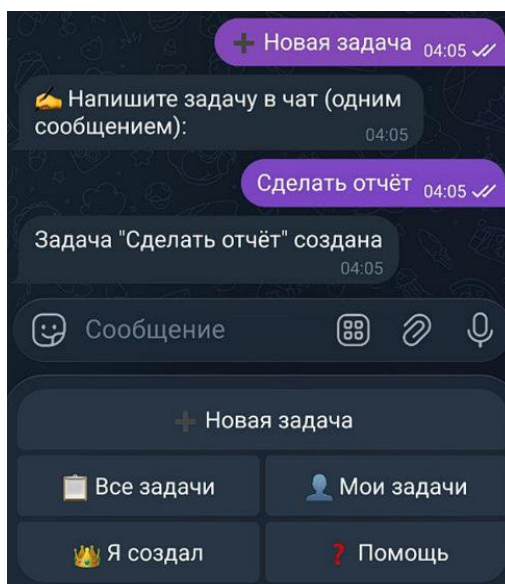 ➕ Новая задача 04:05
✍️ Напишите задачу в чат (одним
сообщением): 04:05
Сделать отчёт 04:05
Задача "Сделать отчёт" создана
04:05
Сообщение
➕ Новая задача
📋 Все задачи
👤 Мои задачи
👑 Я создал
❓ Помощь